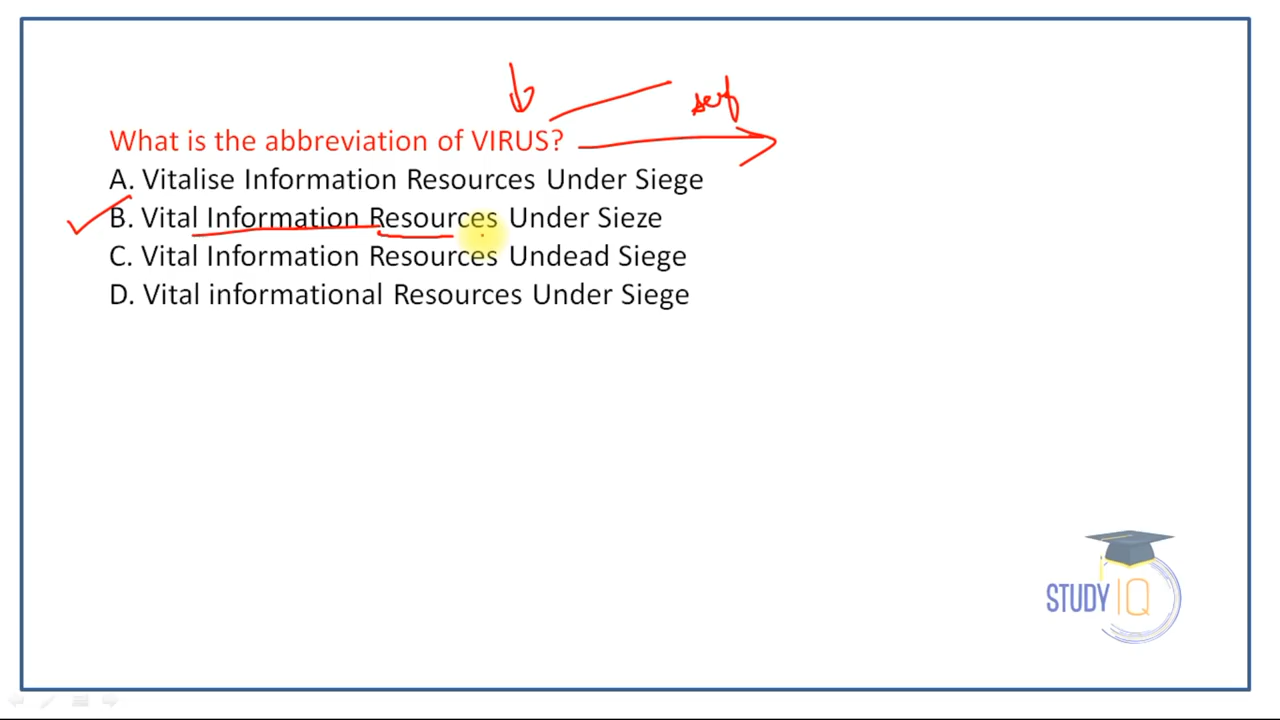 self
What is the abbreviation of VIRUS?
A. Vitalise Information Resources Under Siege
B. Vital Information Resources Under Sieze
C. Vital Information Resources Undead Siege
D. Vital informational Resources Under Siege
STUDY IQ